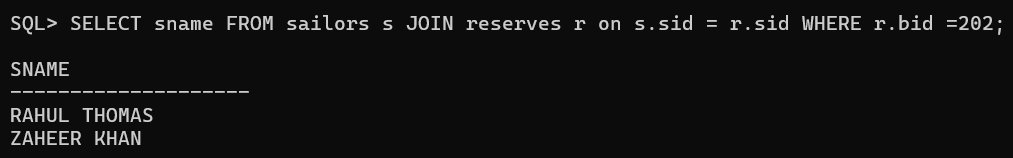 SQL> SELECT sname FROM sailors s JOIN reserves r on s.sid = r.sid WHERE r.bid =202;
SNAME
--------------------
RAHUL THOMAS
ZAHEER KHAN